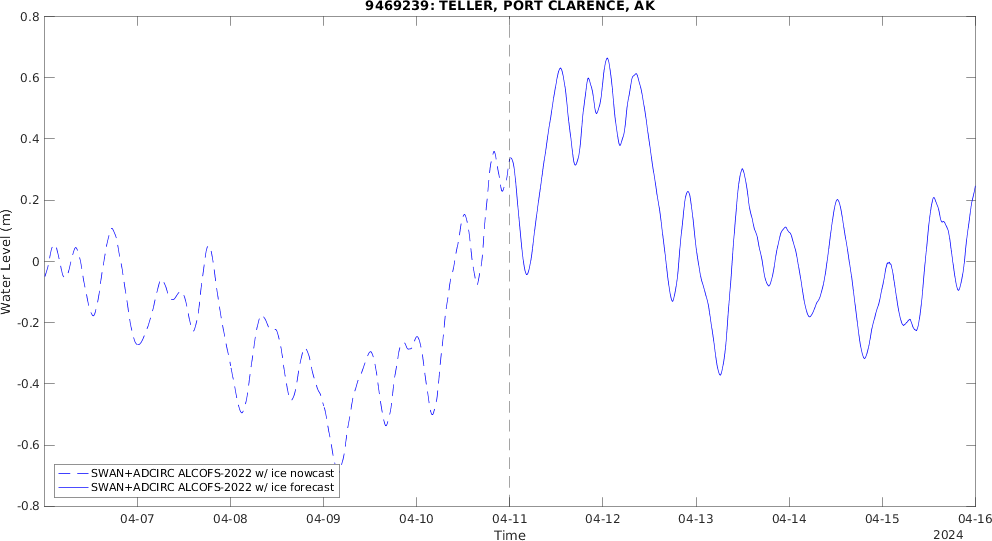 9469239: TELLER, PORT CLARENCE, AK
0.8
0.6
0.4
0.2
0
-0.2
-0.4
-0.6
-0.8
Water Level (m)
SWAN+ADCIRC ALCOFS-2022 w/ ice nowcast
SWAN+ADCIRC ALCOFS-2022 w/ ice forecast
04-07 04-08 04-09 04-10 04-11 04-12 04-13 04-14 04-15 04-16
Time
2024